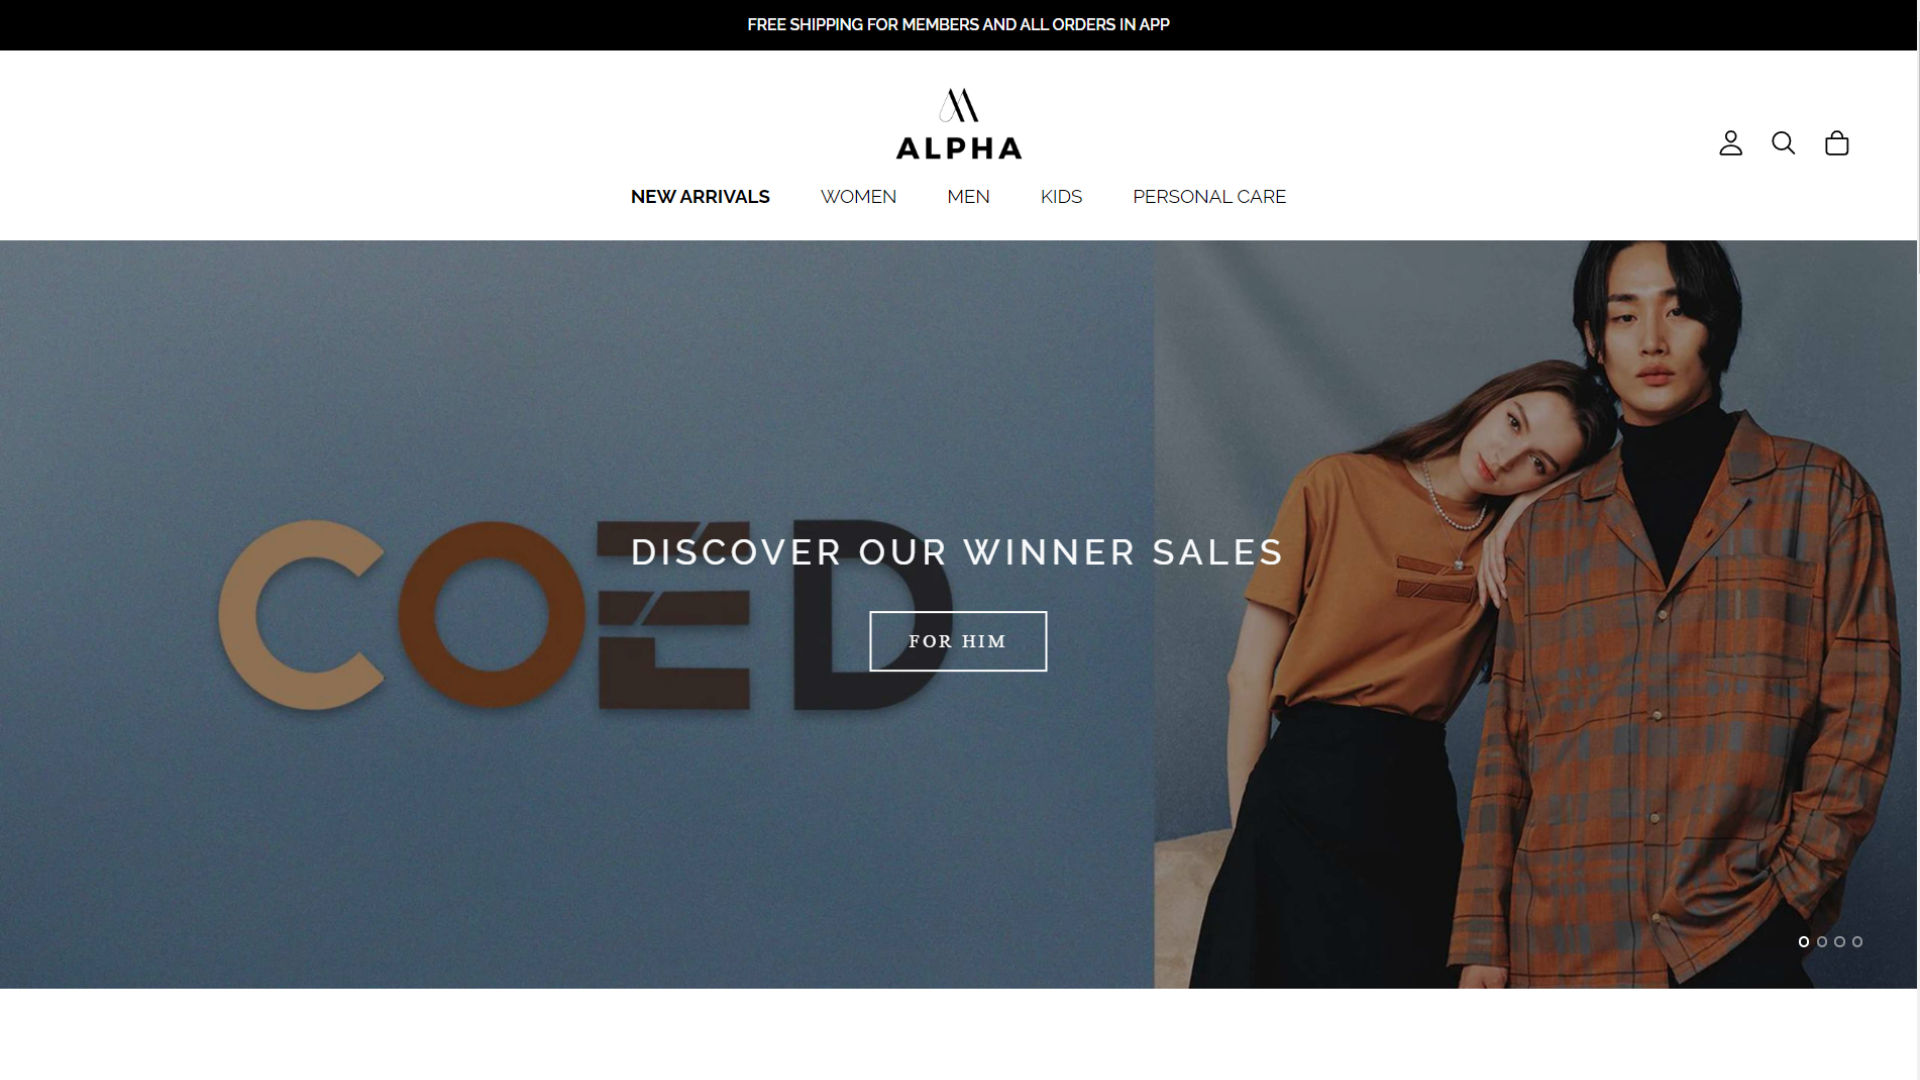 FREE SHIPPING FOR MEMBERS AND ALL ORDERS IN APP
ALPHA
NEW ARRIVALS WOMEN MEN KIDS PERSONAL CARE
COED
DISCOVER OUR WINNER SALES
FOR HIM